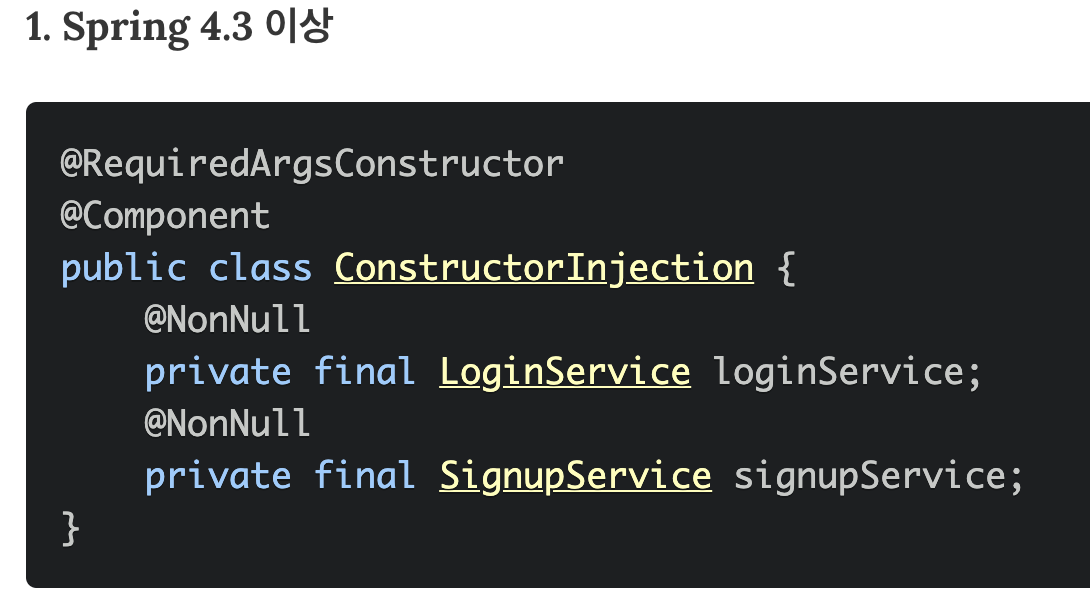 1. Spring 4.3 이상
@RequiredArgsConstructor
@Component
public class ConstructorInjection {
    @NonNull
    private final LoginService loginService;
    @NonNull
    private final SignupService signupService;
}